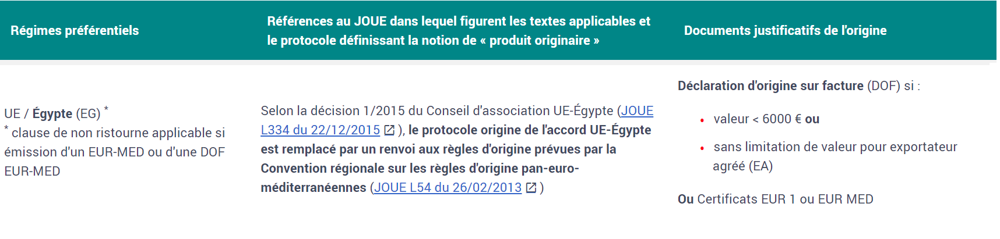 Régimes préférentiels
Références au JOUE dans lequel figurent les textes applicables et
le protocole définissant la notion de « produit originaire »
Documents justificatifs de l'origine
UE / Égypte (EG) *
* clause de non ristourne applicable si
émission d'un EUR-MED ou d'une DOF
EUR-MED
Selon la décision 1/2015 du Conseil d'association UE-Égypte (JOUE
L334 du 22/12/2015 ), le protocole origine de l'accord UE-Égypte
est remplacé par un renvoi aux règles d'origine prévues par la
Convention régionale sur les règles d'origine pan-euro-
méditerranéennes (JOUE L54 du 26/02/2013 )
Déclaration d'origine sur facture (DOF) si :
• valeur < 6000 € ou
• sans limitation de valeur pour exportateur
agréé (EA)
Ou Certificats EUR 1 ou EUR MED